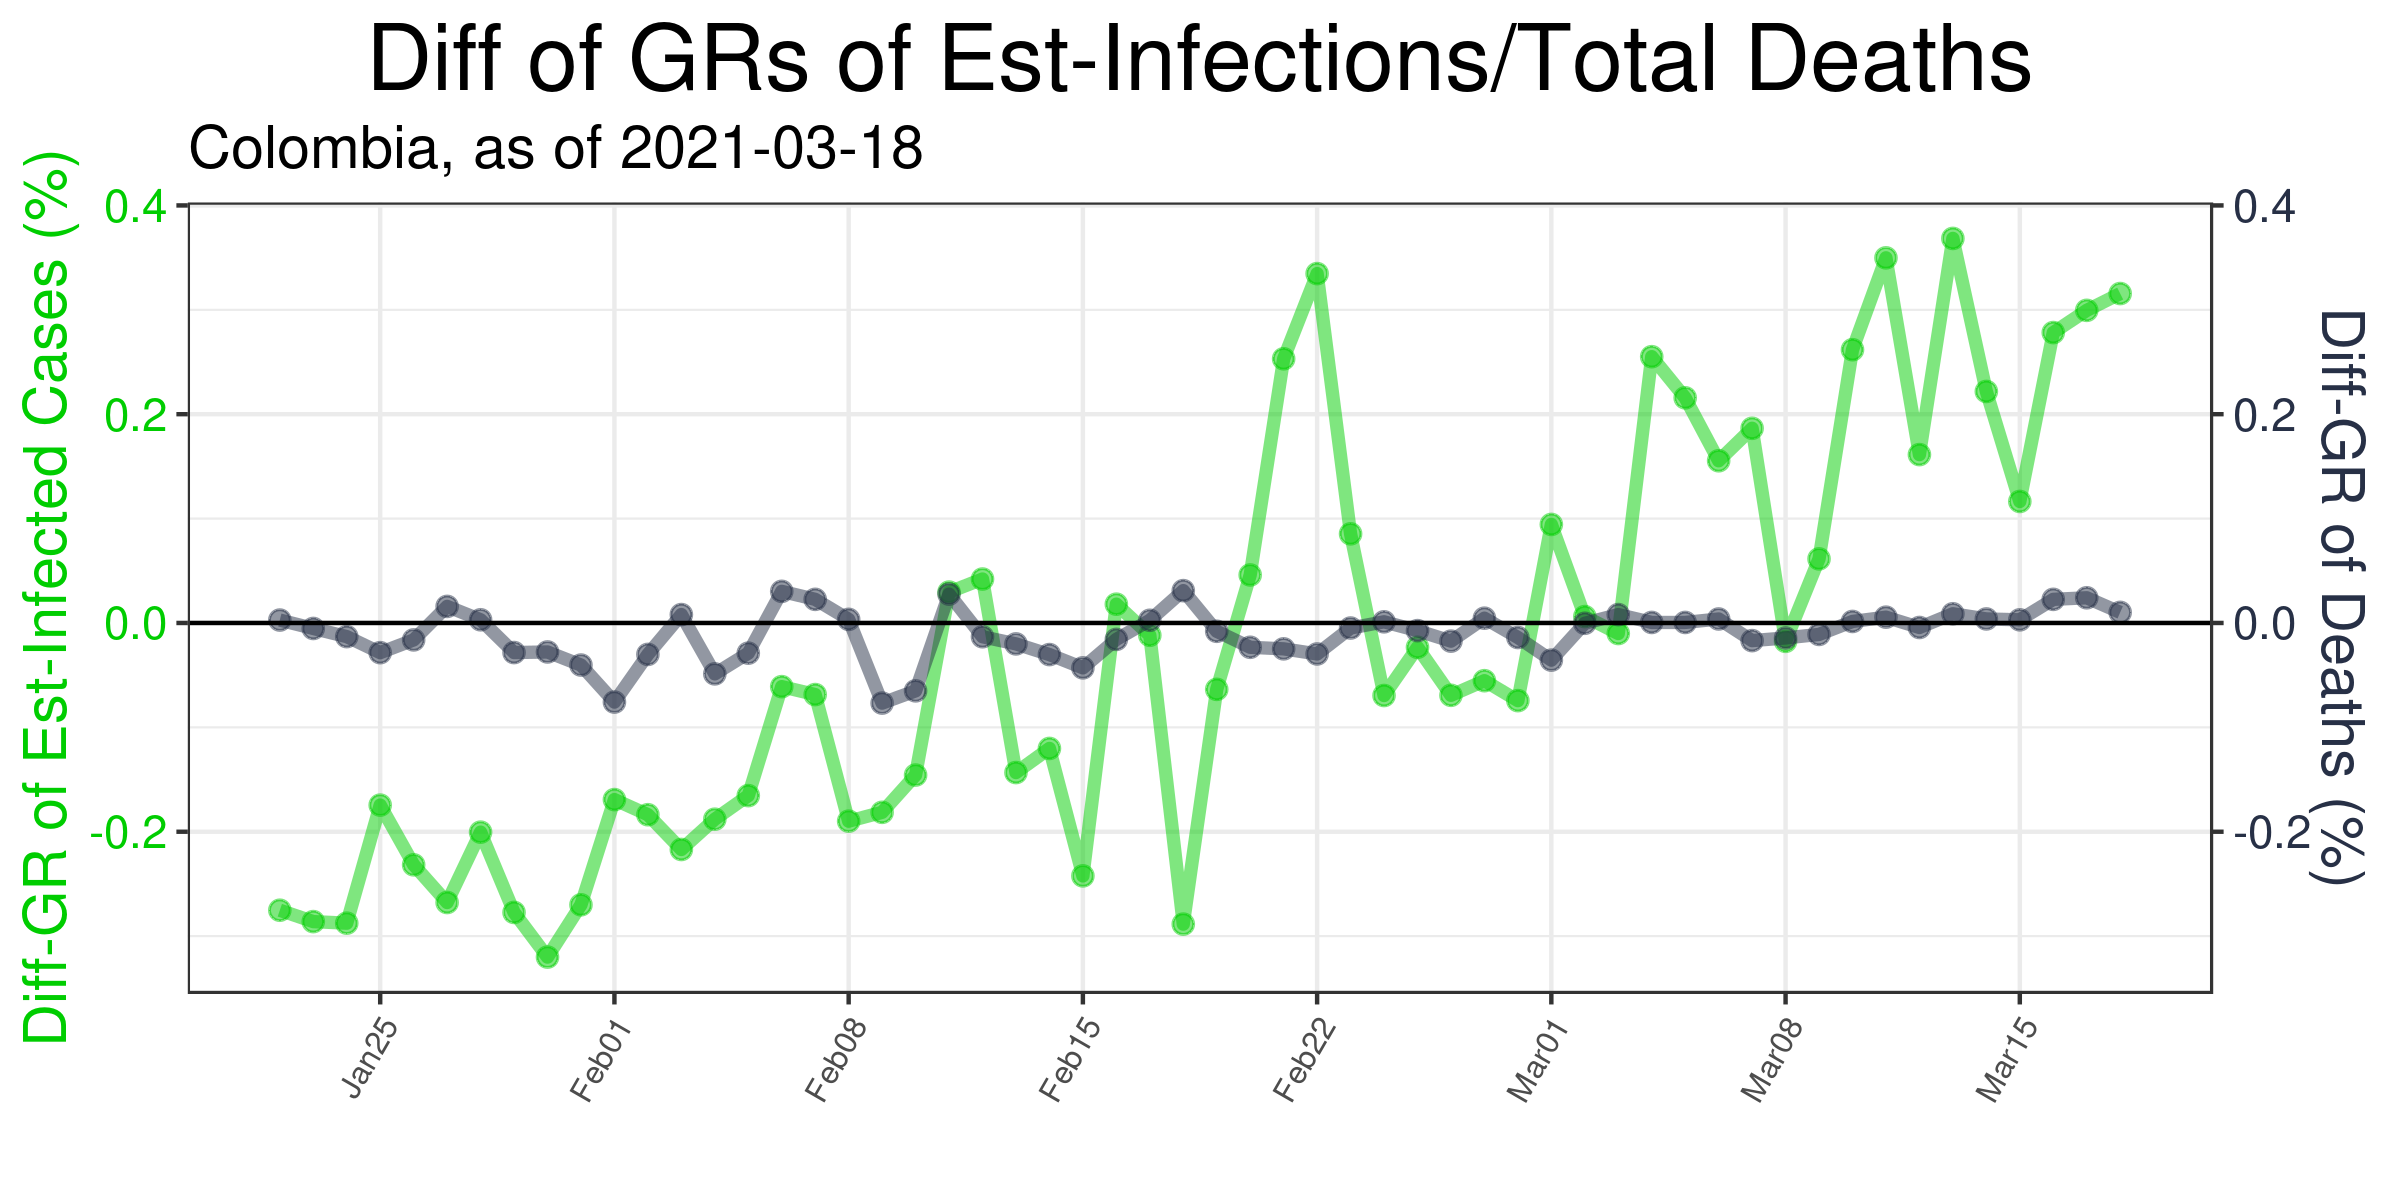 Diff of GRs of Est-Infections/Total Deaths
Colombia, as of 2021-03-18
Diff-GR of Est-Infected Cases (%)
0.4
0.2
0.0
-0.2
0.4
0.2
0.0
-0.2
Diff-GR of Deaths (%)
Jan25
Feb01
Feb08
Feb15
Feb22
Mar01
Mar08
Mar15